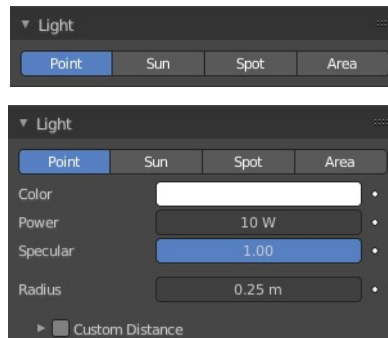 Light
Point Sun Spot Area
Light
Point Sun Spot Area
Color
Power 10 W
Specular 1.00
Radius 0.25 m
Custom Distance